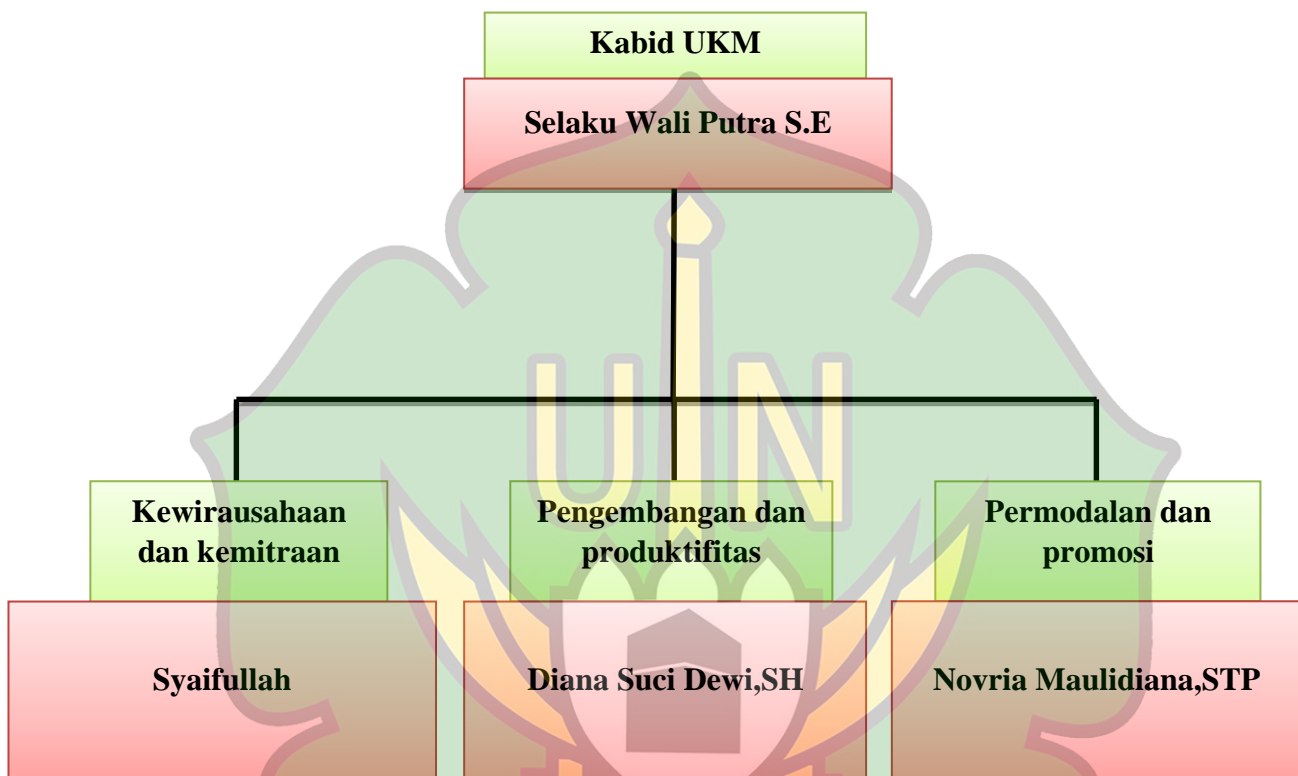 Kabid UKM
Selaku Wali Putra S.E
UIN
Kewirausahaan
dan kemitraan
Pengembangan dan
produktifitas
Permodalan dan
promosi
Syaifullah
Diana Suci Dewi,SH
Novria Maulidiana,STP